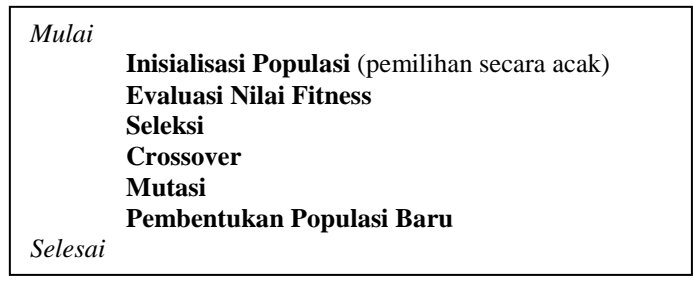 Mulai
Inisialisasi Populasi (pemilihan secara acak)
Evaluasi Nilai Fitness
Seleksi
Crossover
Mutasi
Pembentukan Populasi Baru
Selesai